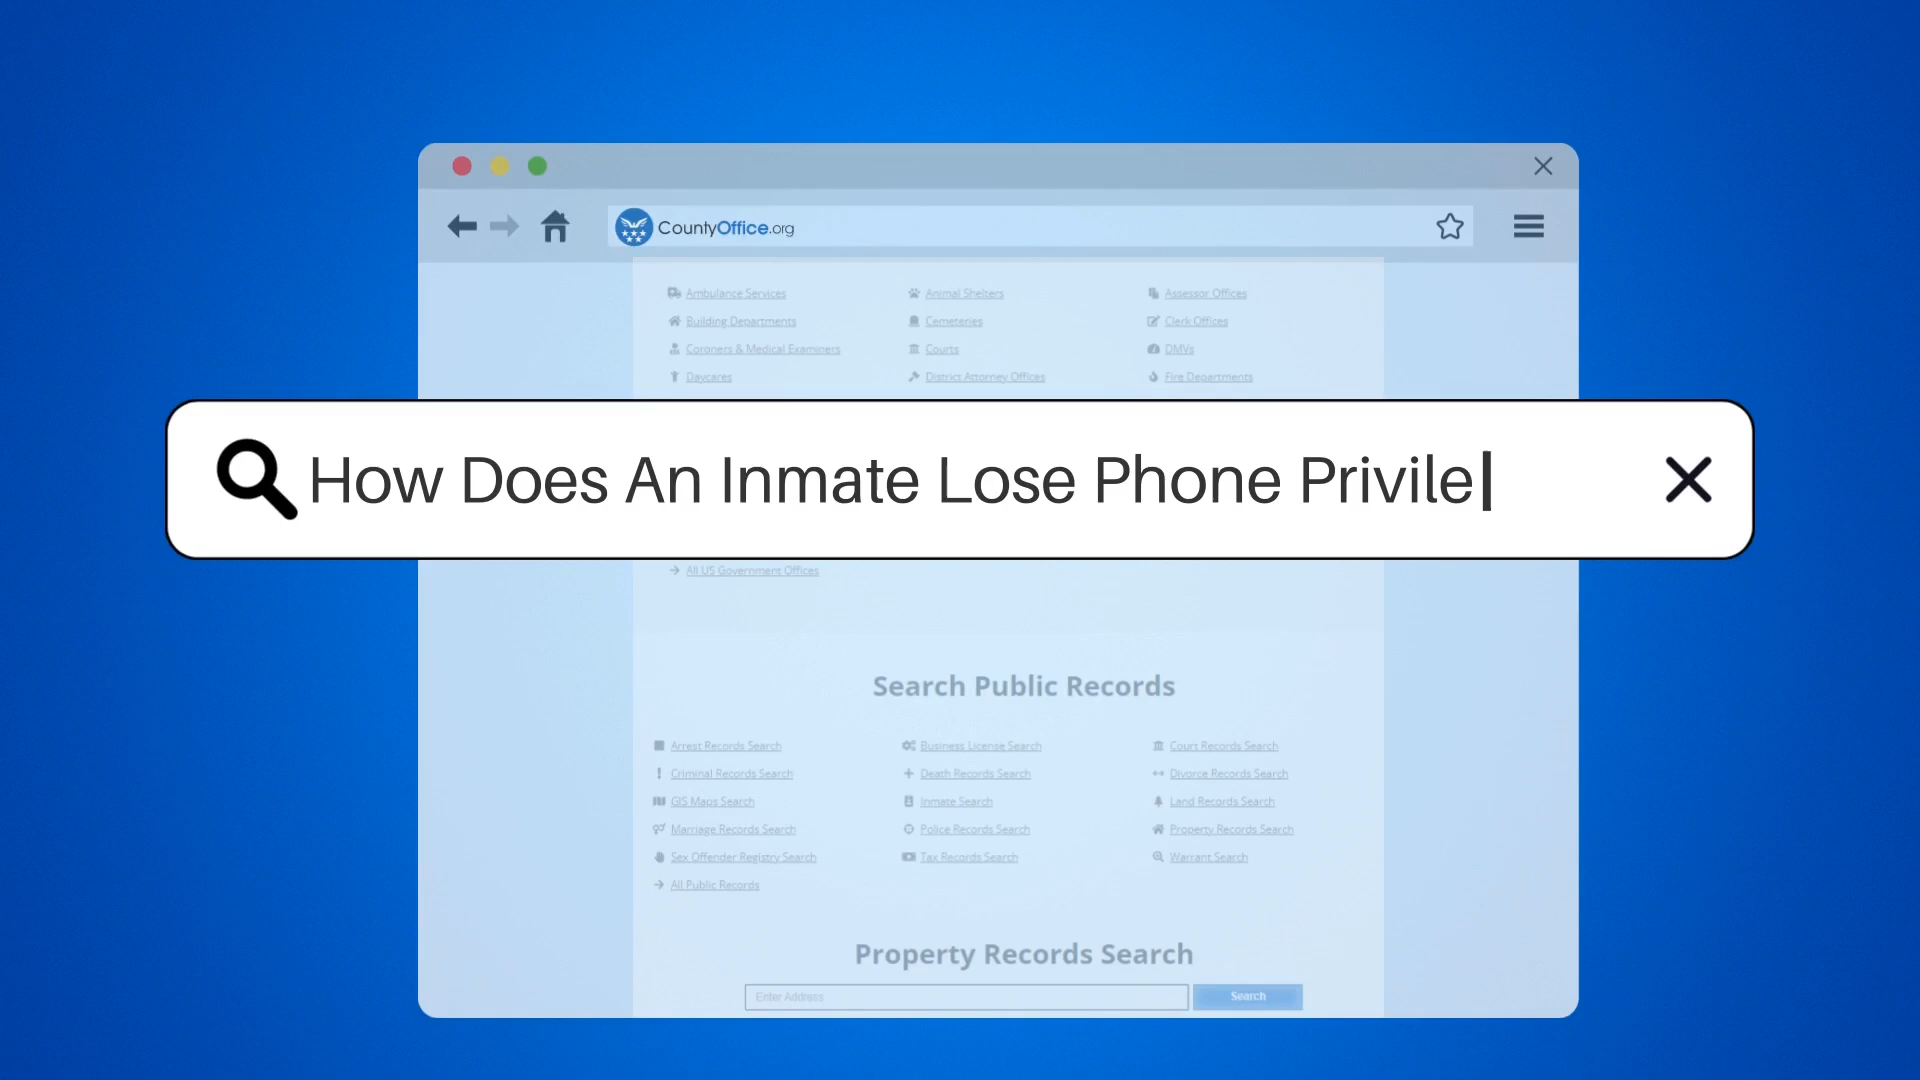 CountyOffice.org
Ambulance Services Animal Shelters Assessor Offices
Building Departments Cemeteries Clerk Offices
Coroners & Medical Examiners Courts DMVs
Daycares District Attorney Offices Fire Departments
How Does An Inmate Lose Phone Privile
All US Government Offices
Search Public Records
Arrest Records Search Business License Search Court Records Search
Criminal Records Search Death Records Search Divorce Records Search
GIS Maps Search Inmate Search Land Records Search
Marriage Records Search Police Records Search Property Records Search
Sex Offender Registry Search Tax Records Search Warrant Search
All Public Records
Property Records Search
Enter Address Search